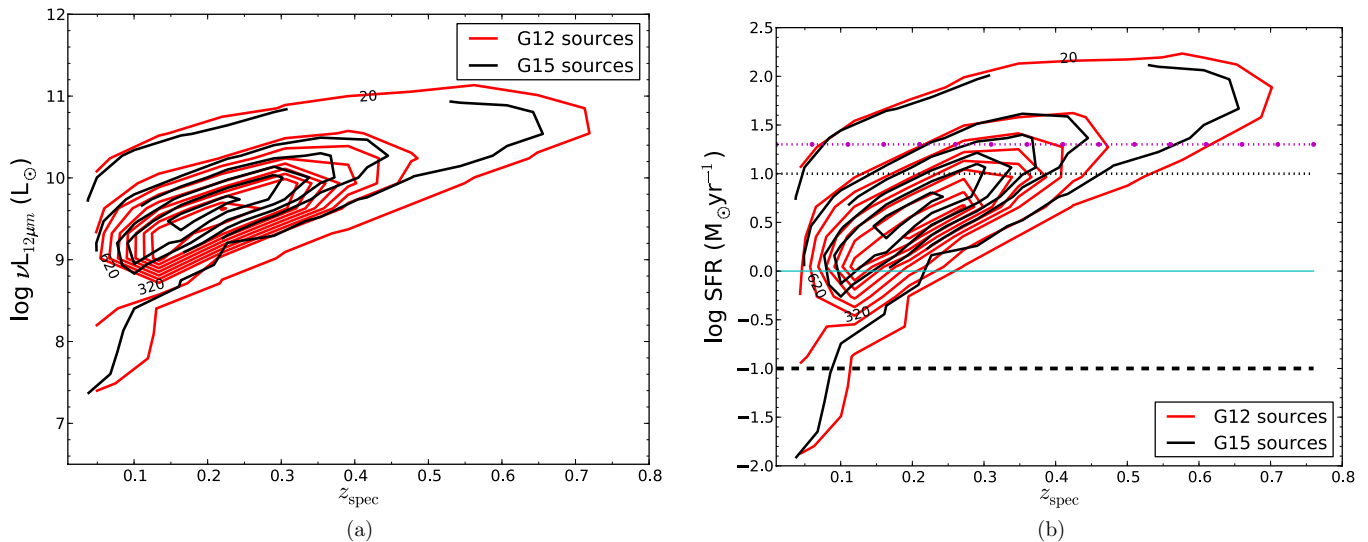 12
11
10
9
8
7
log νL₁₂μm (L⊙)
G12 sources
G15 sources
20
620
320
0.1 0.2 0.3 0.4 0.5 0.6 0.7 0.8
z_spec
(a)
2.5
2.0
1.5
1.0
0.5
0.0
−0.5
−1.0
−1.5
−2.0
log SFR (M⊙yr⁻¹)
20
620
320
G12 sources
G15 sources
0.1 0.2 0.3 0.4 0.5 0.6 0.7 0.8
z_spec
(b)